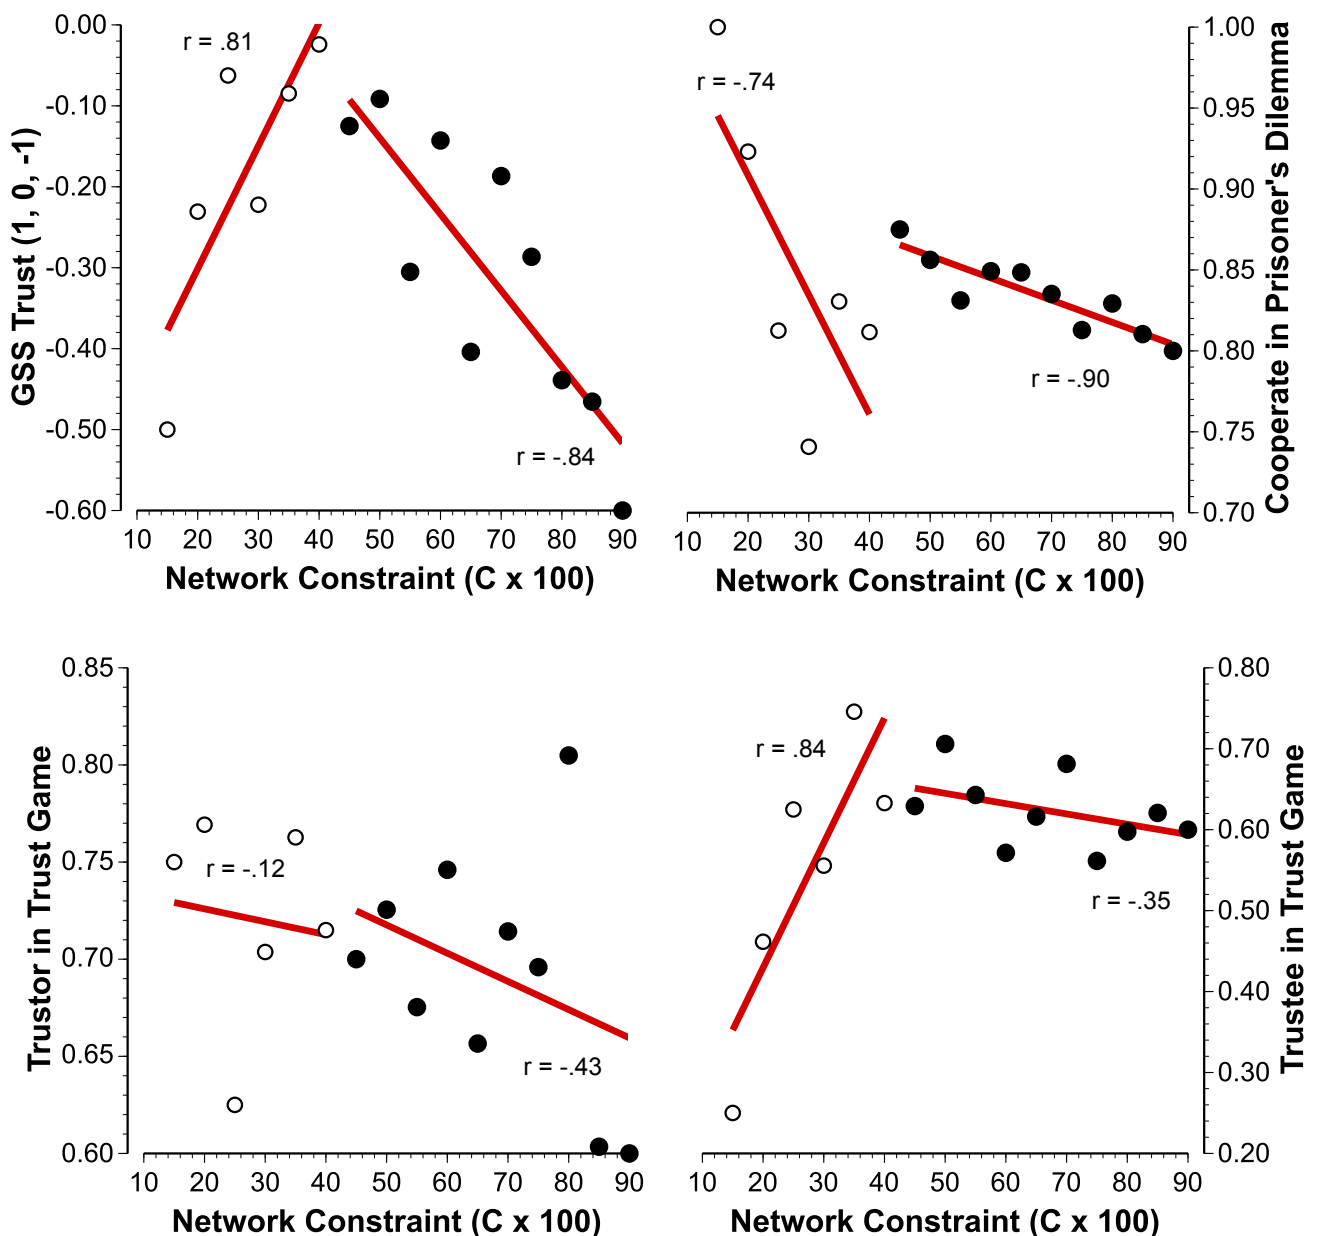 GSS Trust (1, 0, -1)
0.00
-0.10
-0.20
-0.30
-0.40
-0.50
-0.60
r = .81
r = -.84
10 20 30 40 50 60 70 80 90
Network Constraint (C x 100)
r = -.74
r = -.90
1.00
0.95
0.90
0.85
0.80
0.75
0.70
Cooperate in Prisoner's Dilemma
10 20 30 40 50 60 70 80 90
Network Constraint (C x 100)
Trustor in Trust Game
0.85
0.80
0.75
0.70
0.65
0.60
r = -.12
r = -.43
10 20 30 40 50 60 70 80 90
Network Constraint (C x 100)
r = .84
r = -.35
0.80
0.70
0.60
0.50
0.40
0.30
0.20
Trustee in Trust Game
10 20 30 40 50 60 70 80 90
Network Constraint (C x 100)